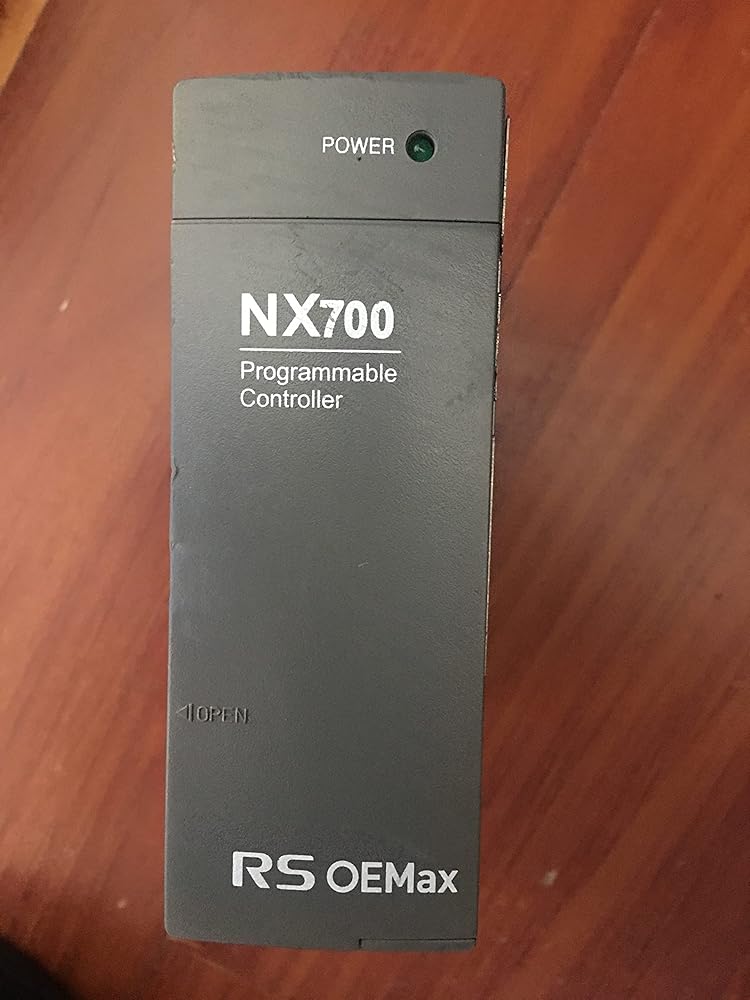 POWER
NX700
Programmable
Controller
OPEN
RS OEMax